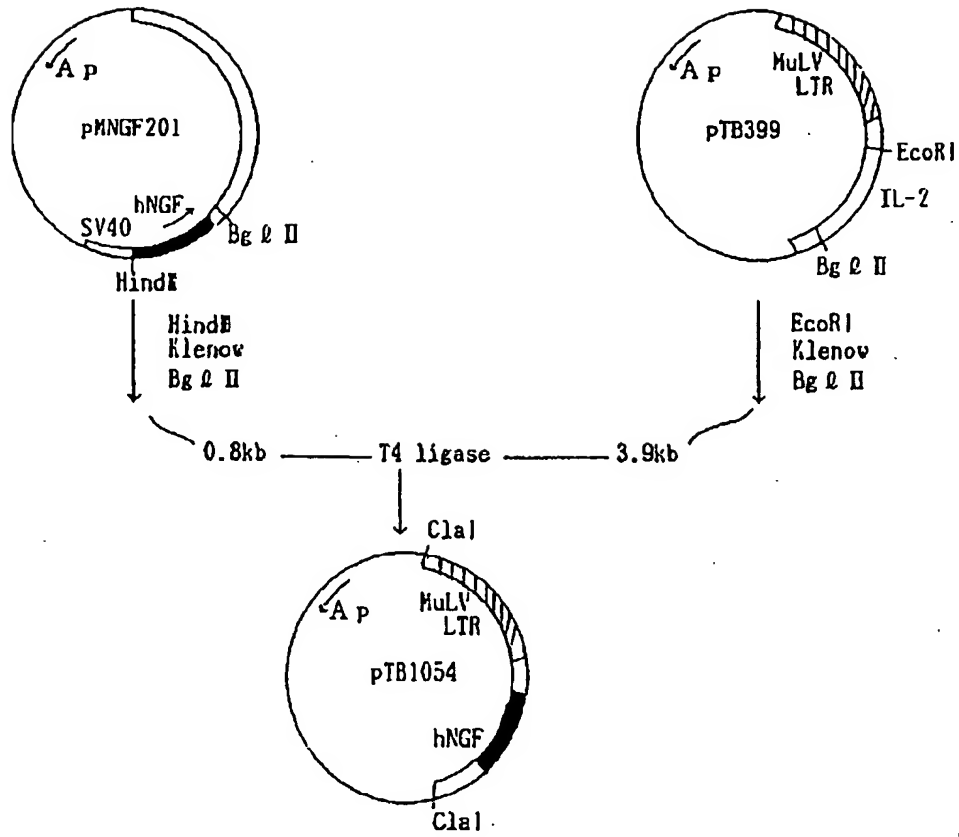 Ap
pMNGF201
hNGF
SV40
Bgℓ II
HindⅢ
HindⅢ
Klenow
Bgℓ II
MuLV
LTR
Ap
pTB399
EcoRI
IL-2
Bgℓ II
EcoRI
Klenow
Bgℓ II
0.8kb
T4 ligase
3.9kb
ClaI
Ap
MuLV
LTR
pTB1054
hNGF
ClaI